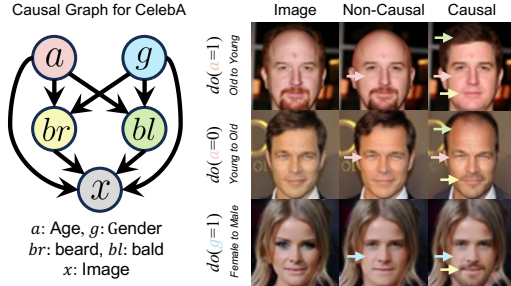 Causal Graph for CelebA
Image
Non-Causal
Causal
a
g
br
bl
x
a: Age, g: Gender
br: beard, bl: bald
x: Image
do(a=1)
Old to Young
do(a=0)
Young to Old
do(g=1)
Female to Male